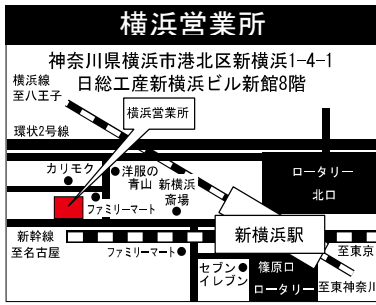 横浜営業所
神奈川県横浜市港北区新横浜1-4-1
日総工産新横浜ビル新館8階
横浜線
至八王子
横浜営業所
環状2号線
カリモク
洋服の
青山
新横浜
斎場
ロータリー
北口
ファミリーマート
新幹線
至名古屋
新横浜駅
ファミリーマート
至東京
セブン
イレブン
篠原口
ロータリー
至東神奈川